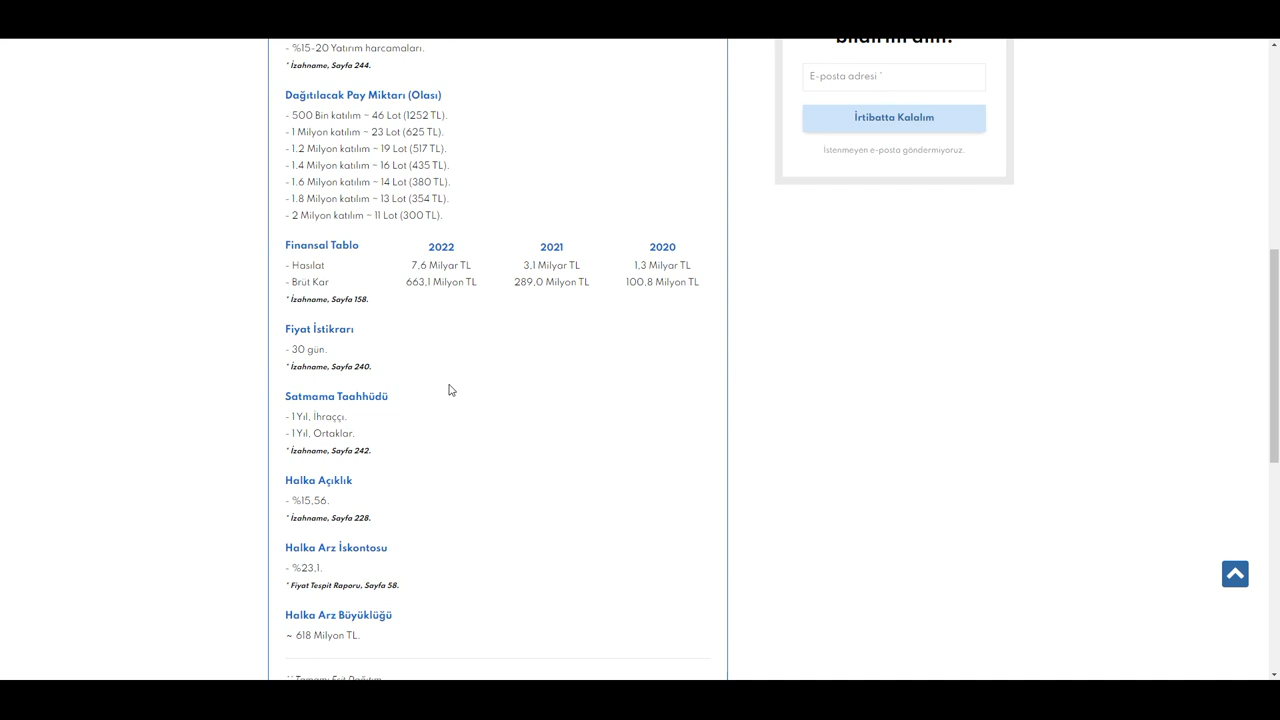 - %15-20 Yatırım harcamaları.
* İzahname, Sayfa 244.
Dağıtılacak Pay Miktarı (Olası)
- 500 Bin katılım ~ 46 Lot (1252 TL).
- 1 Milyon katılım ~ 23 Lot (625 TL).
- 1.2 Milyon katılım ~ 19 Lot (517 TL).
- 1.4 Milyon katılım ~ 16 Lot (435 TL).
- 1.6 Milyon katılım ~ 14 Lot (380 TL).
- 1.8 Milyon katılım ~ 13 Lot (354 TL).
- 2 Milyon katılım ~ 11 Lot (300 TL).
Finansal Tablo 2022 2021 2020
- Hasılat 7,6 Milyar TL 3,1 Milyar TL 1,3 Milyar TL
- Brüt Kar 663,1 Milyon TL 289,0 Milyon TL 100,8 Milyon TL
* İzahname, Sayfa 158.
Fiyat İstikrarı
- 30 gün.
* İzahname, Sayfa 240.
Satmama Taahhüdü
- 1 Yıl, İhraççı.
- 1 Yıl, Ortaklar.
* İzahname, Sayfa 242.
Halka Açıklık
- %15,56.
* İzahname, Sayfa 228.
Halka Arz İskontosu
- %23,1.
* Fiyat Tespit Raporu, Sayfa 58.
Halka Arz Büyüklüğü
~ 618 Milyon TL.
** Tamamı Eşit Dağıtım
bildirim alın!
E-posta adresi *
İrtibatta Kalalım
İstenmeyen e-posta göndermiyoruz.